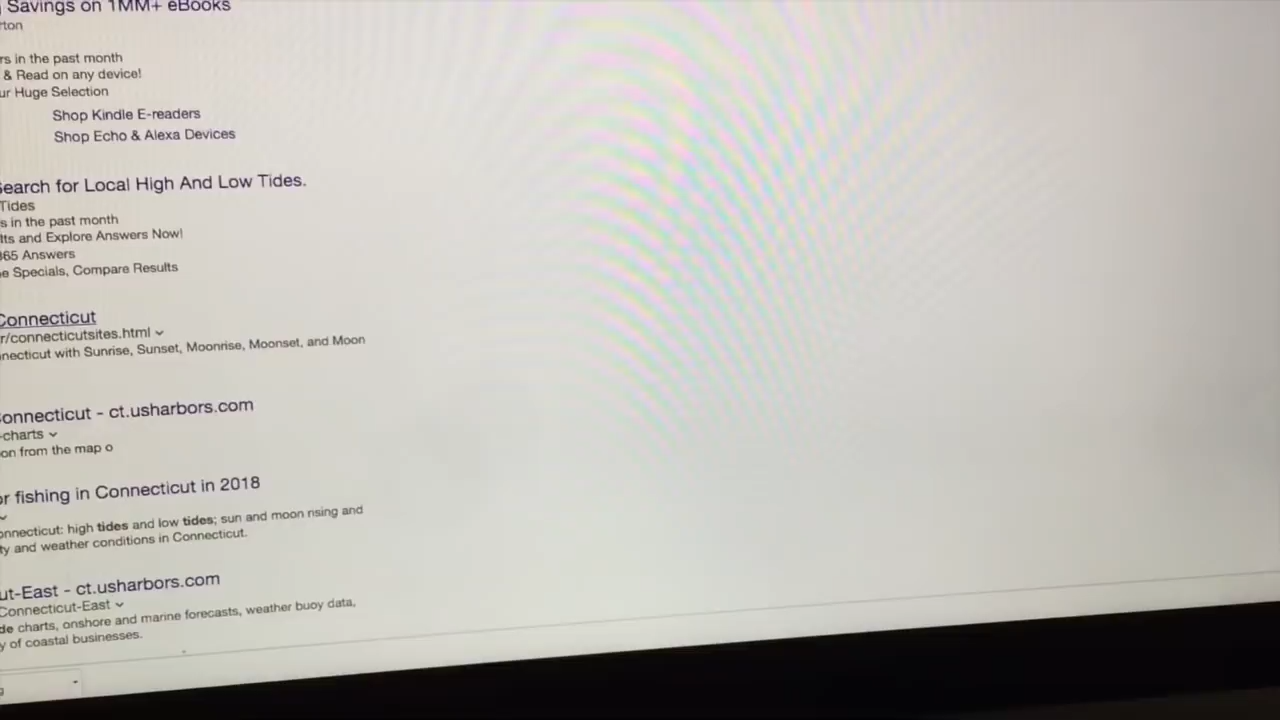 Savings on 1MM+ eBooks
rs in the past month
& Read on any device!
ur Huge Selection
Shop Kindle E-readers
Shop Echo & Alexa Devices
Search for Local High And Low Tides.
Tides
s in the past month
lts and Explore Answers Now!
365 Answers
e Specials, Compare Results
Connecticut
r/connecticutsites.html
nnecticut with Sunrise, Sunset, Moonrise, Moonset, and Moon
Connecticut - ct.usharbors.com
-charts
on from the map o
or fishing in Connecticut in 2018
onnecticut: high tides and low tides; sun and moon rising and
ty and weather conditions in Connecticut.
ut-East - ct.usharbors.com
Connecticut-East
de charts, onshore and marine forecasts, weather buoy data,
y of coastal businesses.